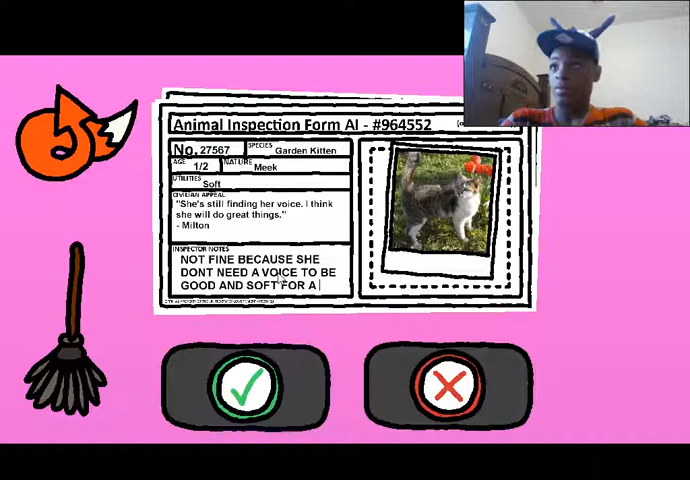 Animal Inspection Form AI - #964552
No. 27567 SPECIES Garden Kitten
AGE 1/2 NATURE Meek
UTILITIES
Soft
CIVILIAN APPEAL
"She's still finding her voice. I think
she will do great things."
- Milton
INSPECTOR NOTES
NOT FINE BECAUSE SHE
DONT NEED A VOICE TO BE
GOOD AND SOFT FOR A